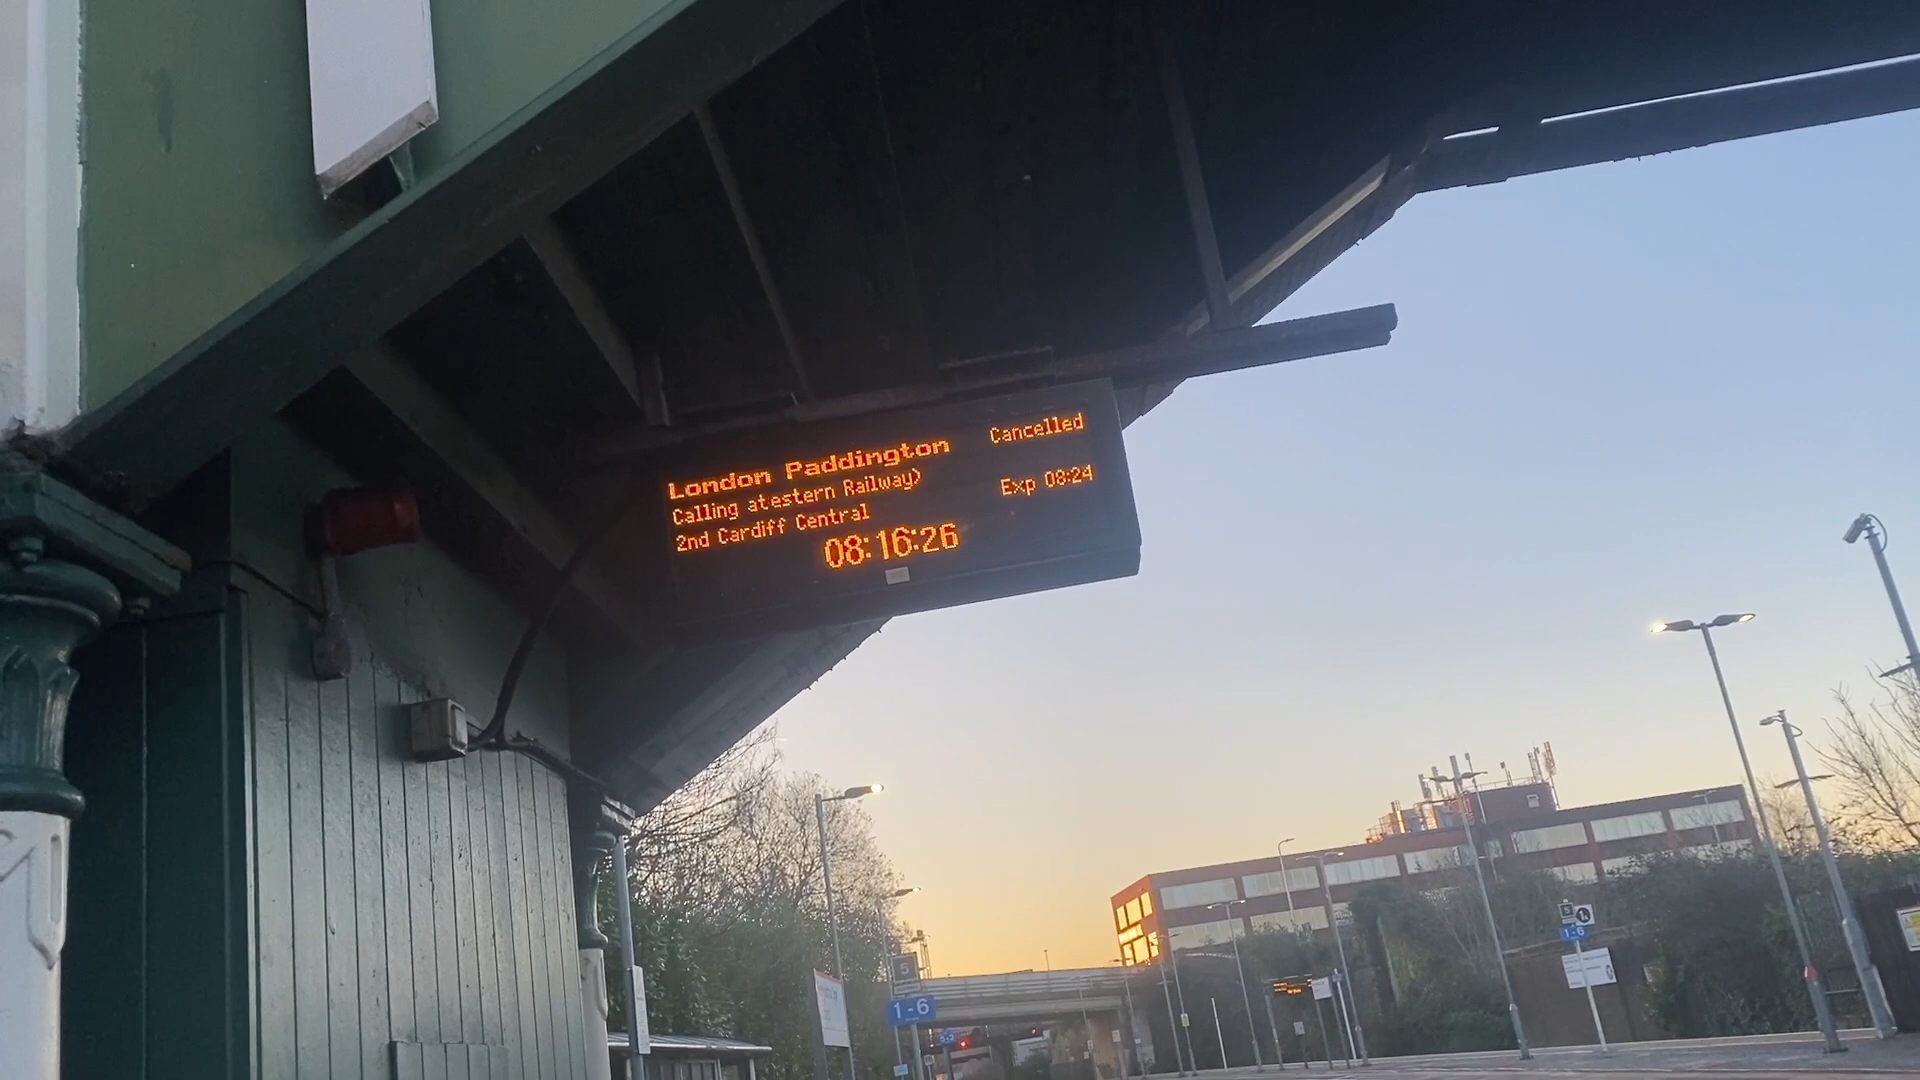 London Paddington Cancelled
Calling atestern Railway)
2nd Cardiff Central Exp 08:24
08:16:26
5
1-6
5
1-6